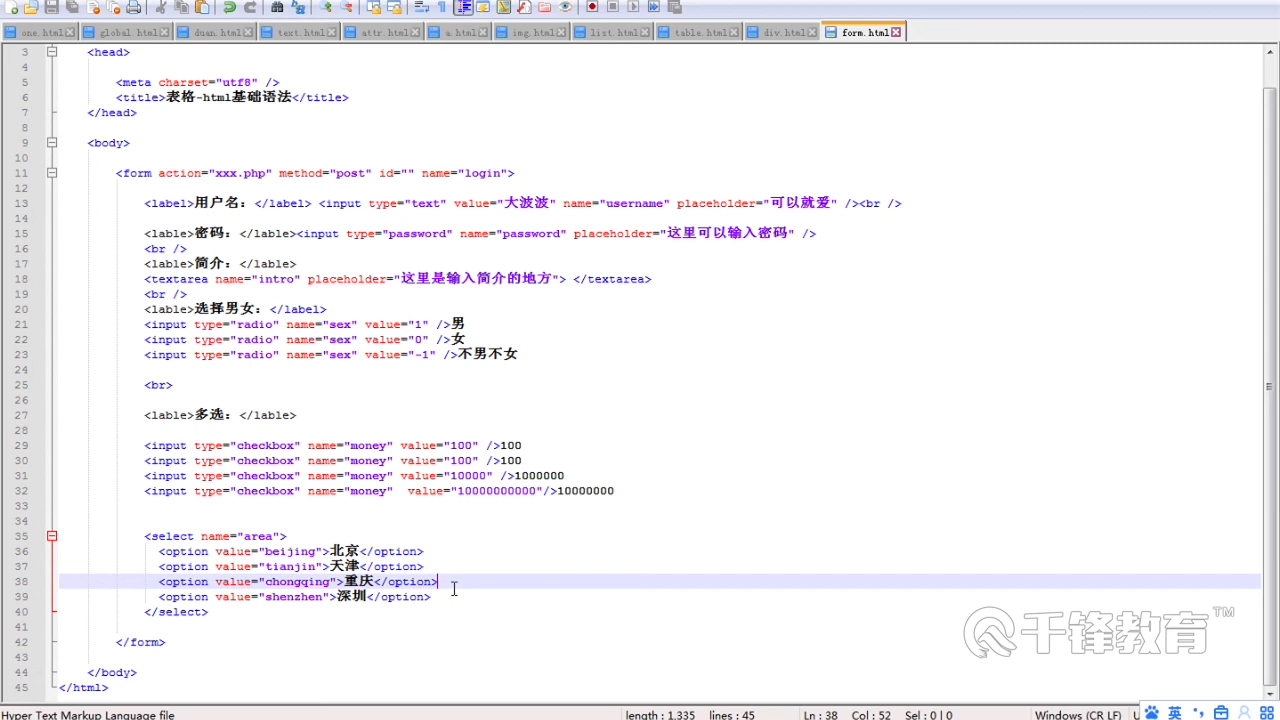 one.html global.html duan.html text.html attr.html a.html img.html list.html table.html div.html form.html
3 <head>
4
5 <meta charset="utf8" />
6 <title>表格-html基础语法</title>
7 </head>
8
9 <body>
10
11 <form action="xxx.php" method="post" id="" name="login">
12
13 <label>用户名：</label> <input type="text" value="大波波" name="username" placeholder="可以就爱" /><br />
14
15 <lable>密码：</lable><input type="password" name="password" placeholder="这里可以输入密码" />
16 <br />
17 <lable>简介：</lable>
18 <textarea name="intro" placeholder="这里是输入简介的地方"> </textarea>
19 <br />
20 <lable>选择男女：</label>
21 <input type="radio" name="sex" value="1" />男
22 <input type="radio" name="sex" value="0" />女
23 <input type="radio" name="sex" value="-1" />不男不女
24
25 <br>
26
27 <lable>多选：</lable>
28
29 <input type="checkbox" name="money" value="100" />100
30 <input type="checkbox" name="money" value="100" />100
31 <input type="checkbox" name="money" value="10000" />1000000
32 <input type="checkbox" name="money"  value="10000000000"/>10000000
33
34
35 <select name="area">
36 <option value="beijing">北京</option>
37 <option value="tianjin">天津</option>
38 <option value="chongqing">重庆</option>
39 <option value="shenzhen">深圳</option>
40 </select>
41
42 </form>
43
44 </body>
45 </html>
千锋教育™
Hyper Text Markup Language file length : 1,335 lines : 45 Ln : 38 Col : 52 Sel : 0 | 0 Windows (CR LF) 英